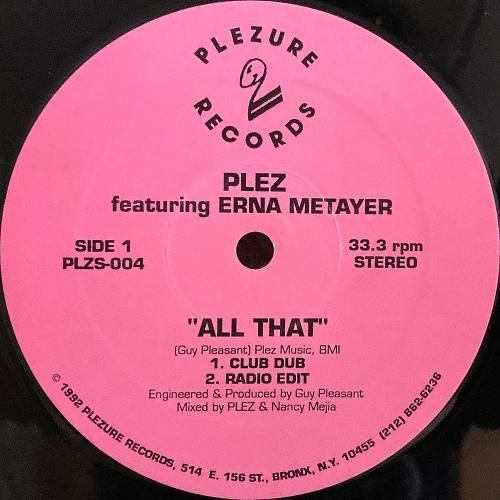 PLEZURE
RECORDS
PLEZ
featuring ERNA METAYER
SIDE 1
PLZS-004
33.3 rpm
STEREO
"ALL THAT"
(Guy Pleasant) Plez Music, BMI
1. CLUB DUB
2. RADIO EDIT
Engineered & Produced by Guy Pleasant
Mixed by PLEZ & Nancy Mejia
© 1992 PLEZURE RECORDS, 514 E. 156 ST., BRONX, N.Y. 10455 (212) 862-6236